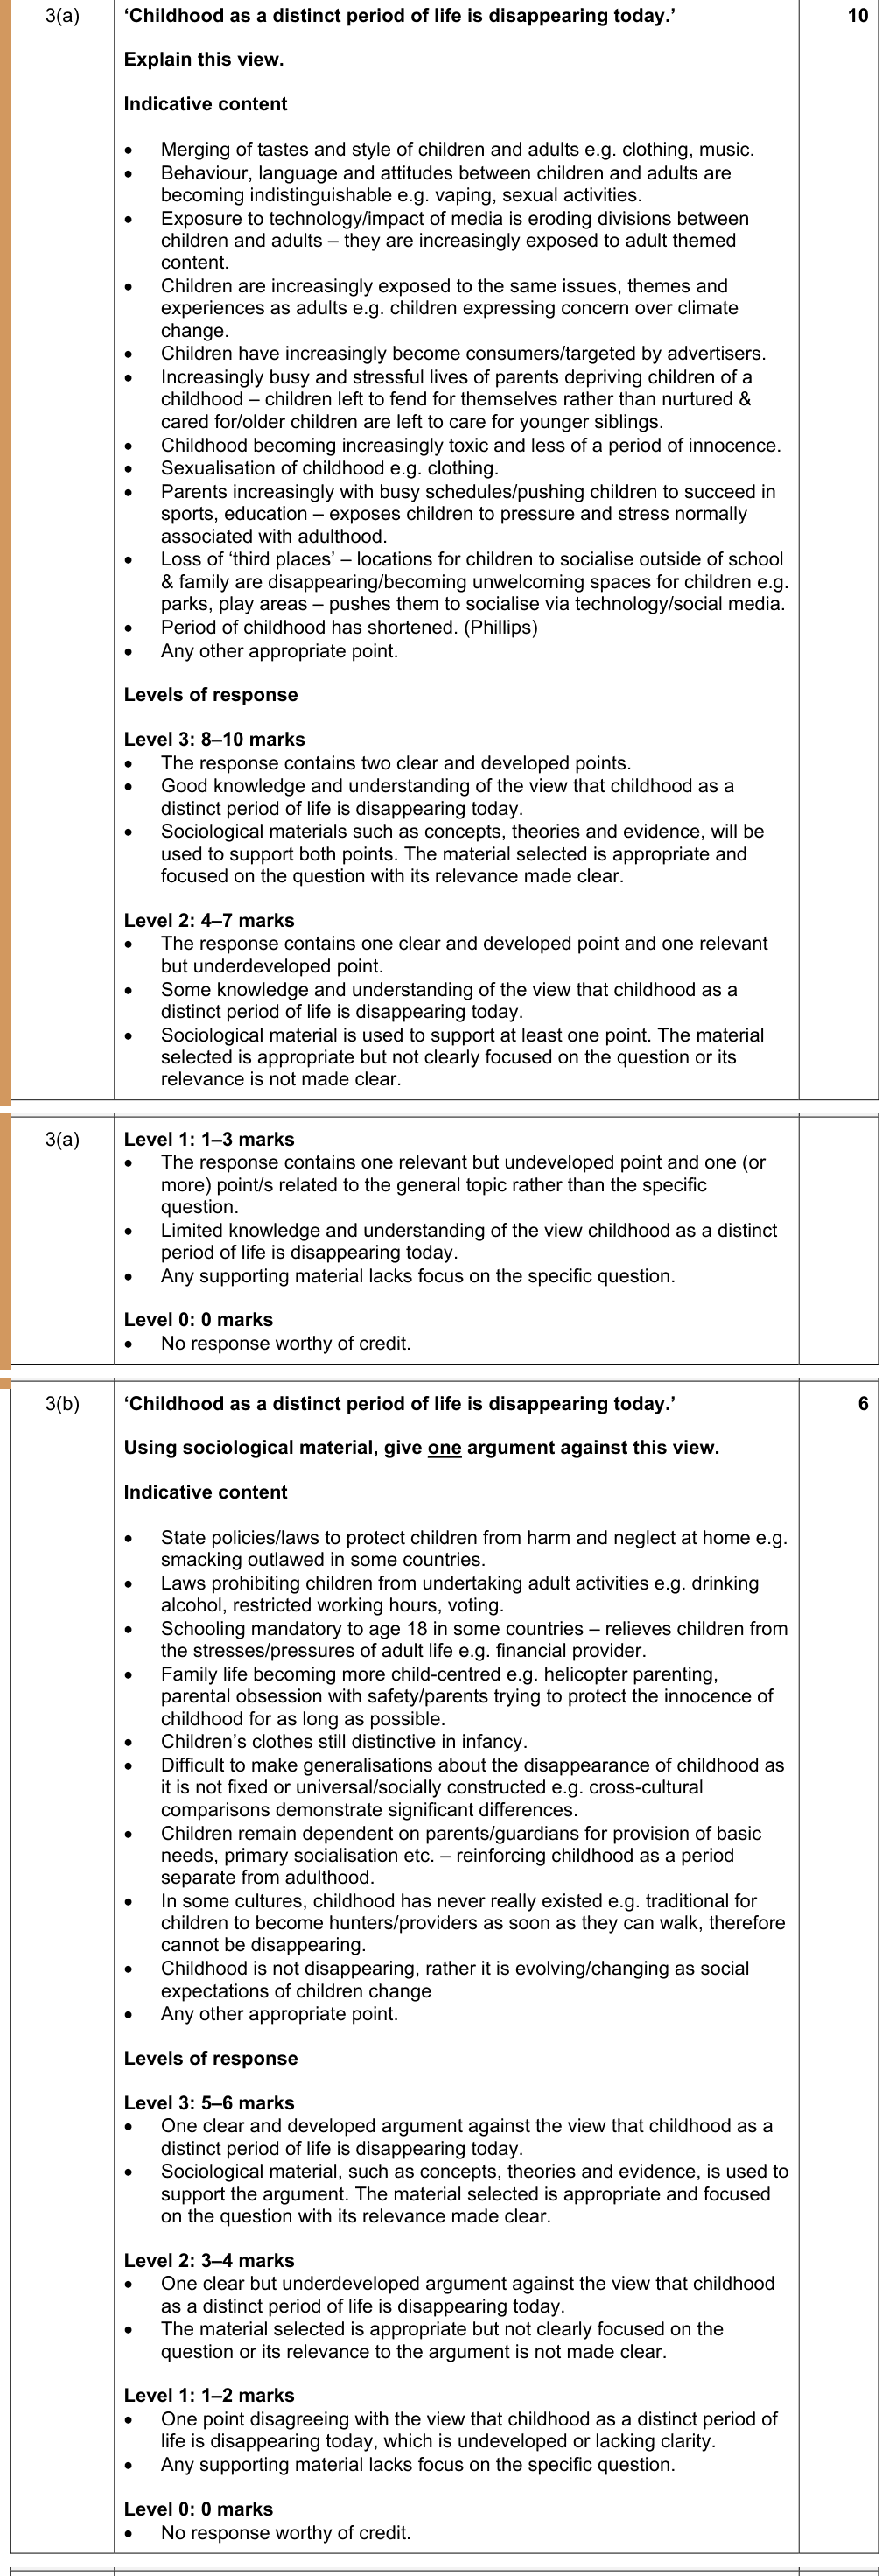 3(a) ‘Childhood as a distinct period of life is disappearing today.’ 10
Explain this view.
Indicative content
• Merging of tastes and style of children and adults e.g. clothing, music.
• Behaviour, language and attitudes between children and adults are
becoming indistinguishable e.g. vaping, sexual activities.
• Exposure to technology/impact of media is eroding divisions between
children and adults – they are increasingly exposed to adult themed
content.
• Children are increasingly exposed to the same issues, themes and
experiences as adults e.g. children expressing concern over climate
change.
• Children have increasingly become consumers/targeted by advertisers.
• Increasingly busy and stressful lives of parents depriving children of a
childhood – children left to fend for themselves rather than nurtured &
cared for/older children are left to care for younger siblings.
• Childhood becoming increasingly toxic and less of a period of innocence.
• Sexualisation of childhood e.g. clothing.
• Parents increasingly with busy schedules/pushing children to succeed in
sports, education – exposes children to pressure and stress normally
associated with adulthood.
• Loss of ‘third places’ – locations for children to socialise outside of school
& family are disappearing/becoming unwelcoming spaces for children e.g.
parks, play areas – pushes them to socialise via technology/social media.
• Period of childhood has shortened. (Phillips)
• Any other appropriate point.
Levels of response
Level 3: 8–10 marks
• The response contains two clear and developed points.
• Good knowledge and understanding of the view that childhood as a
distinct period of life is disappearing today.
• Sociological materials such as concepts, theories and evidence, will be
used to support both points. The material selected is appropriate and
focused on the question with its relevance made clear.
Level 2: 4–7 marks
• The response contains one clear and developed point and one relevant
but underdeveloped point.
• Some knowledge and understanding of the view that childhood as a
distinct period of life is disappearing today.
• Sociological material is used to support at least one point. The material
selected is appropriate but not clearly focused on the question or its
relevance is not made clear.
3(a) Level 1: 1–3 marks
• The response contains one relevant but undeveloped point and one (or
more) point/s related to the general topic rather than the specific
question.
• Limited knowledge and understanding of the view childhood as a distinct
period of life is disappearing today.
• Any supporting material lacks focus on the specific question.
Level 0: 0 marks
• No response worthy of credit.
3(b) ‘Childhood as a distinct period of life is disappearing today.’ 6
Using sociological material, give one argument against this view.
Indicative content
• State policies/laws to protect children from harm and neglect at home e.g.
smacking outlawed in some countries.
• Laws prohibiting children from undertaking adult activities e.g. drinking
alcohol, restricted working hours, voting.
• Schooling mandatory to age 18 in some countries – relieves children from
the stresses/pressures of adult life e.g. financial provider.
• Family life becoming more child-centred e.g. helicopter parenting,
parental obsession with safety/parents trying to protect the innocence of
childhood for as long as possible.
• Children’s clothes still distinctive in infancy.
• Difficult to make generalisations about the disappearance of childhood as
it is not fixed or universal/socially constructed e.g. cross-cultural
comparisons demonstrate significant differences.
• Children remain dependent on parents/guardians for provision of basic
needs, primary socialisation etc. – reinforcing childhood as a period
separate from adulthood.
• In some cultures, childhood has never really existed e.g. traditional for
children to become hunters/providers as soon as they can walk, therefore
cannot be disappearing.
• Childhood is not disappearing, rather it is evolving/changing as social
expectations of children change
• Any other appropriate point.
Levels of response
Level 3: 5–6 marks
• One clear and developed argument against the view that childhood as a
distinct period of life is disappearing today.
• Sociological material, such as concepts, theories and evidence, is used to
support the argument. The material selected is appropriate and focused
on the question with its relevance made clear.
Level 2: 3–4 marks
• One clear but underdeveloped argument against the view that childhood
as a distinct period of life is disappearing today.
• The material selected is appropriate but not clearly focused on the
question or its relevance to the argument is not made clear.
Level 1: 1–2 marks
• One point disagreeing with the view that childhood as a distinct period of
life is disappearing today, which is undeveloped or lacking clarity.
• Any supporting material lacks focus on the specific question.
Level 0: 0 marks
• No response worthy of credit.